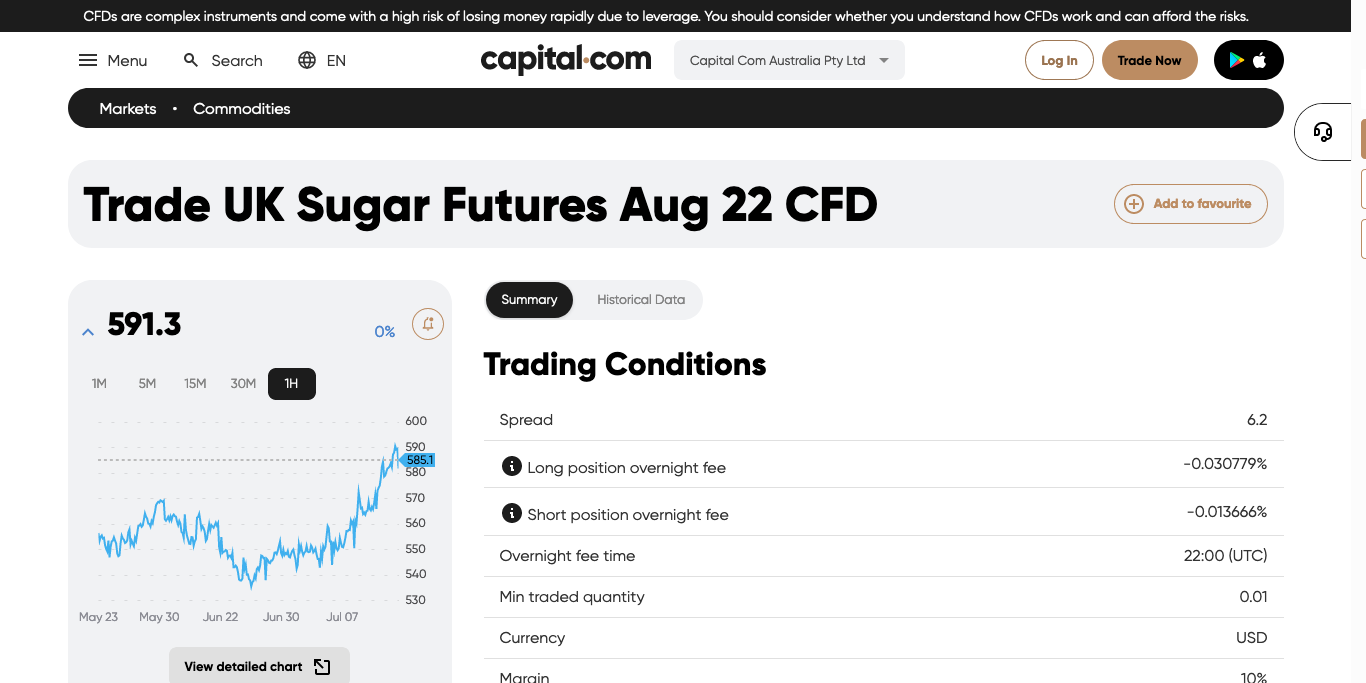 CFDs are complex instruments and come with a high risk of losing money rapidly due to leverage. You should consider whether you understand how CFDs work and can afford the risks.
Menu Search EN capital.com Capital Com Australia Pty Ltd Log In Trade Now
Markets • Commodities
Trade UK Sugar Futures Aug 22 CFD Add to favourite
591.3 0%
1M 5M 15M 30M 1H
600
590
585.1
580
570
560
550
540
530
May 23 May 30 Jun 22 Jun 30 Jul 07
View detailed chart
Summary Historical Data
Trading Conditions
Spread 6.2
Long position overnight fee -0.030779%
Short position overnight fee -0.013666%
Overnight fee time 22:00 (UTC)
Min traded quantity 0.01
Currency USD
Margin 10%